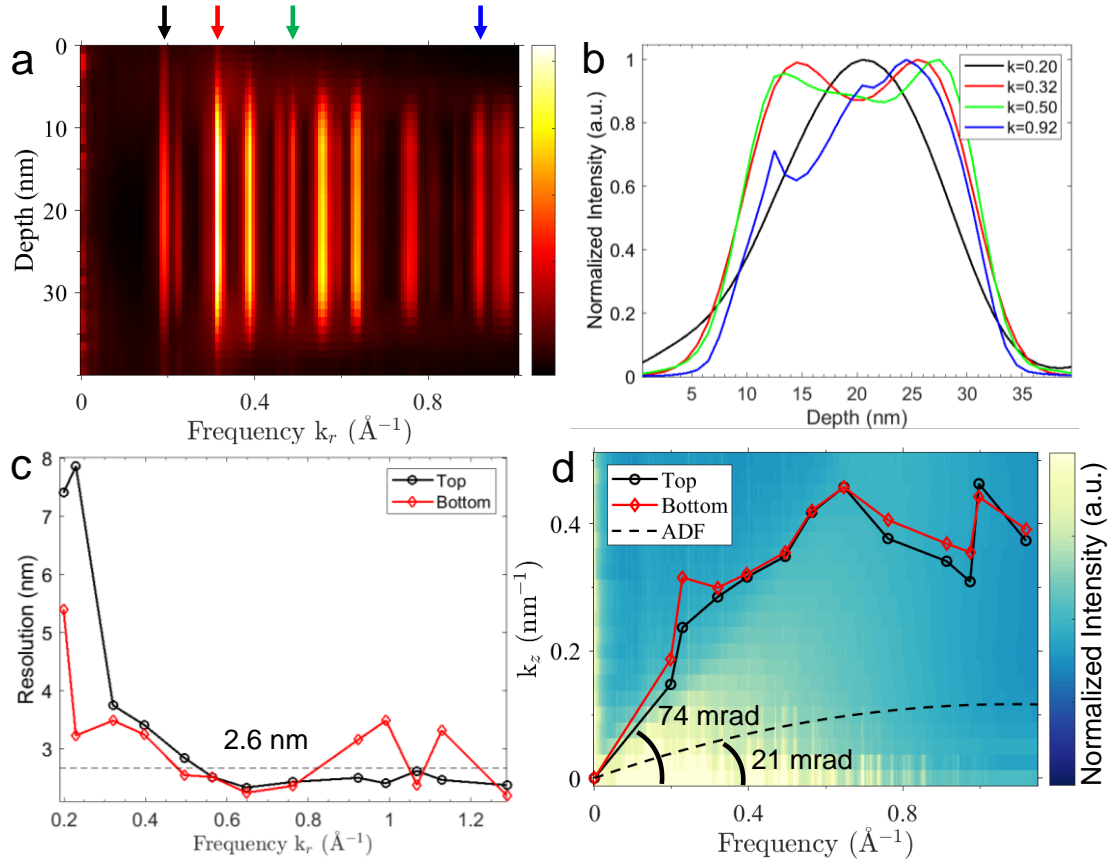 a
0
10
20
30
Depth (nm)
0
0.4
0.8
Frequency k_r (Å⁻¹)
b
1
0.8
0.6
0.4
0.2
0
Normalized Intensity (a.u.)
5
10
15
20
25
30
35
Depth (nm)
k=0.20
k=0.32
k=0.50
k=0.92
c
8
7
6
5
4
3
Resolution (nm)
Top
Bottom
2.6 nm
0.2
0.4
0.6
0.8
1
1.2
Frequency k_r (Å⁻¹)
d
0.4
0.2
0
k_z (nm⁻¹)
Top
Bottom
ADF
74 mrad
21 mrad
0
0.4
0.8
Frequency (Å⁻¹)
Normalized Intensity (a.u.)